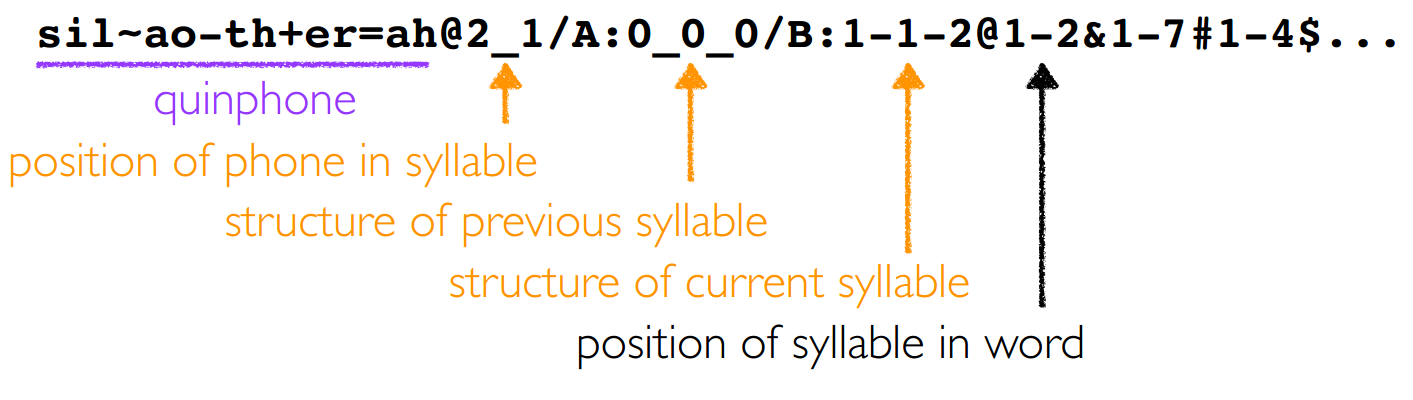 sil~ao-th+er=ah@2_1/A:0_0_0/B:1-1-2@1-2&1-7#1-4$...
quinphone
position of phone in syllable
structure of previous syllable
structure of current syllable
position of syllable in word